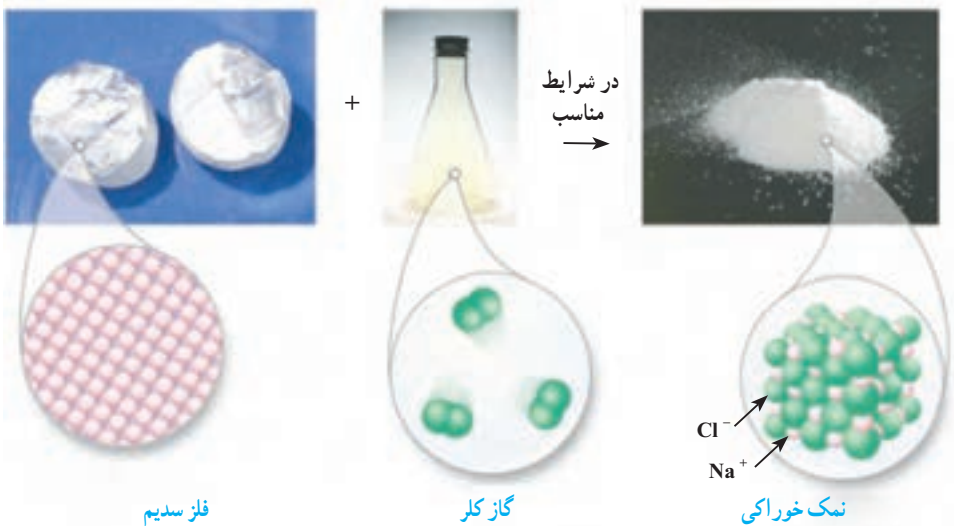 +
در شرایط
مناسب
→
Cl⁻
Na⁺
فلز سدیم
گاز کلر
نمک خوراکی